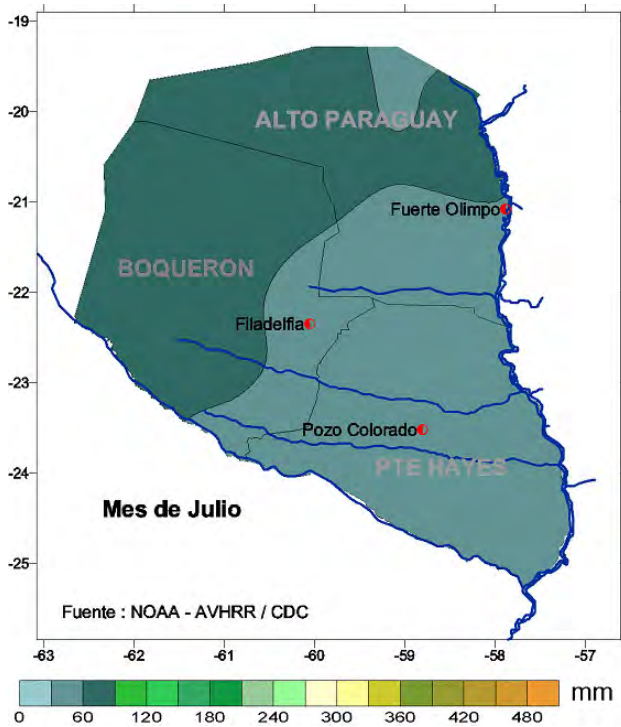 -19
-20
ALTO PARAGUAY
-21
Fuerte Olimpo
BOQUERON
-22
Filadelfia
-23
Pozo Colorado
PTE HAYES
-24
Mes de Julio
-25
Fuente : NOAA - AVHRR / CDC
-63 -62 -61 -60 -59 -58 -57
mm
0 60 120 180 240 300 360 420 480